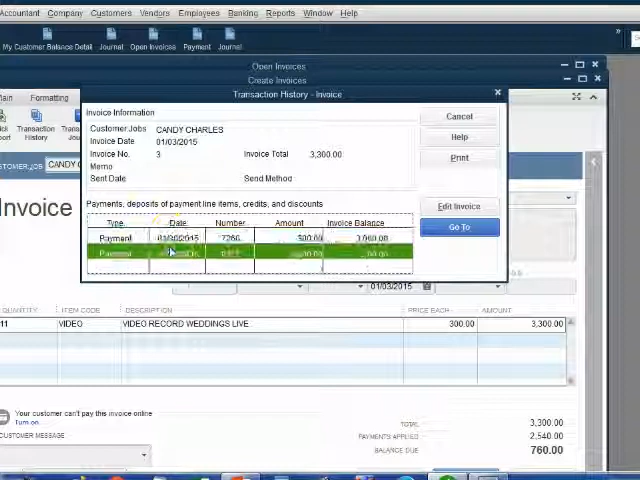 Accountant Company Customers Vendors Employees Banking Reports Window Help
My Customer Balance Detail Journal Open Invoices Payment Journal
Open Invoices
Create Invoices
Transaction History - Invoice
Main Formatting
Transaction History
Invoice Information
Customer:Jobs CANDY CHARLES
Invoice Date 01/03/2015
Invoice No. 3 Invoice Total 3,300.00
Memo
Sent Date Send Method
Cancel
Help
Print
Edit Invoice
Go To
CANDY C
Invoice
Payments, deposits of payment line items, credits, and discounts
Type Date Number Amount Invoice Balance
Payment 01/30/2015
Payment
01/03/2015
QUANTITY ITEM CODE DESCRIPTION PRICE EACH AMOUNT
11 VIDEO VIDEO RECORD WEDDINGS LIVE 300.00 3,300.00
Your customer can't pay this invoice online
Turn on
CUSTOMER MESSAGE
TOTAL 3,300.00
PAYMENTS APPLIED 2,540.00
BALANCE DUE 760.00